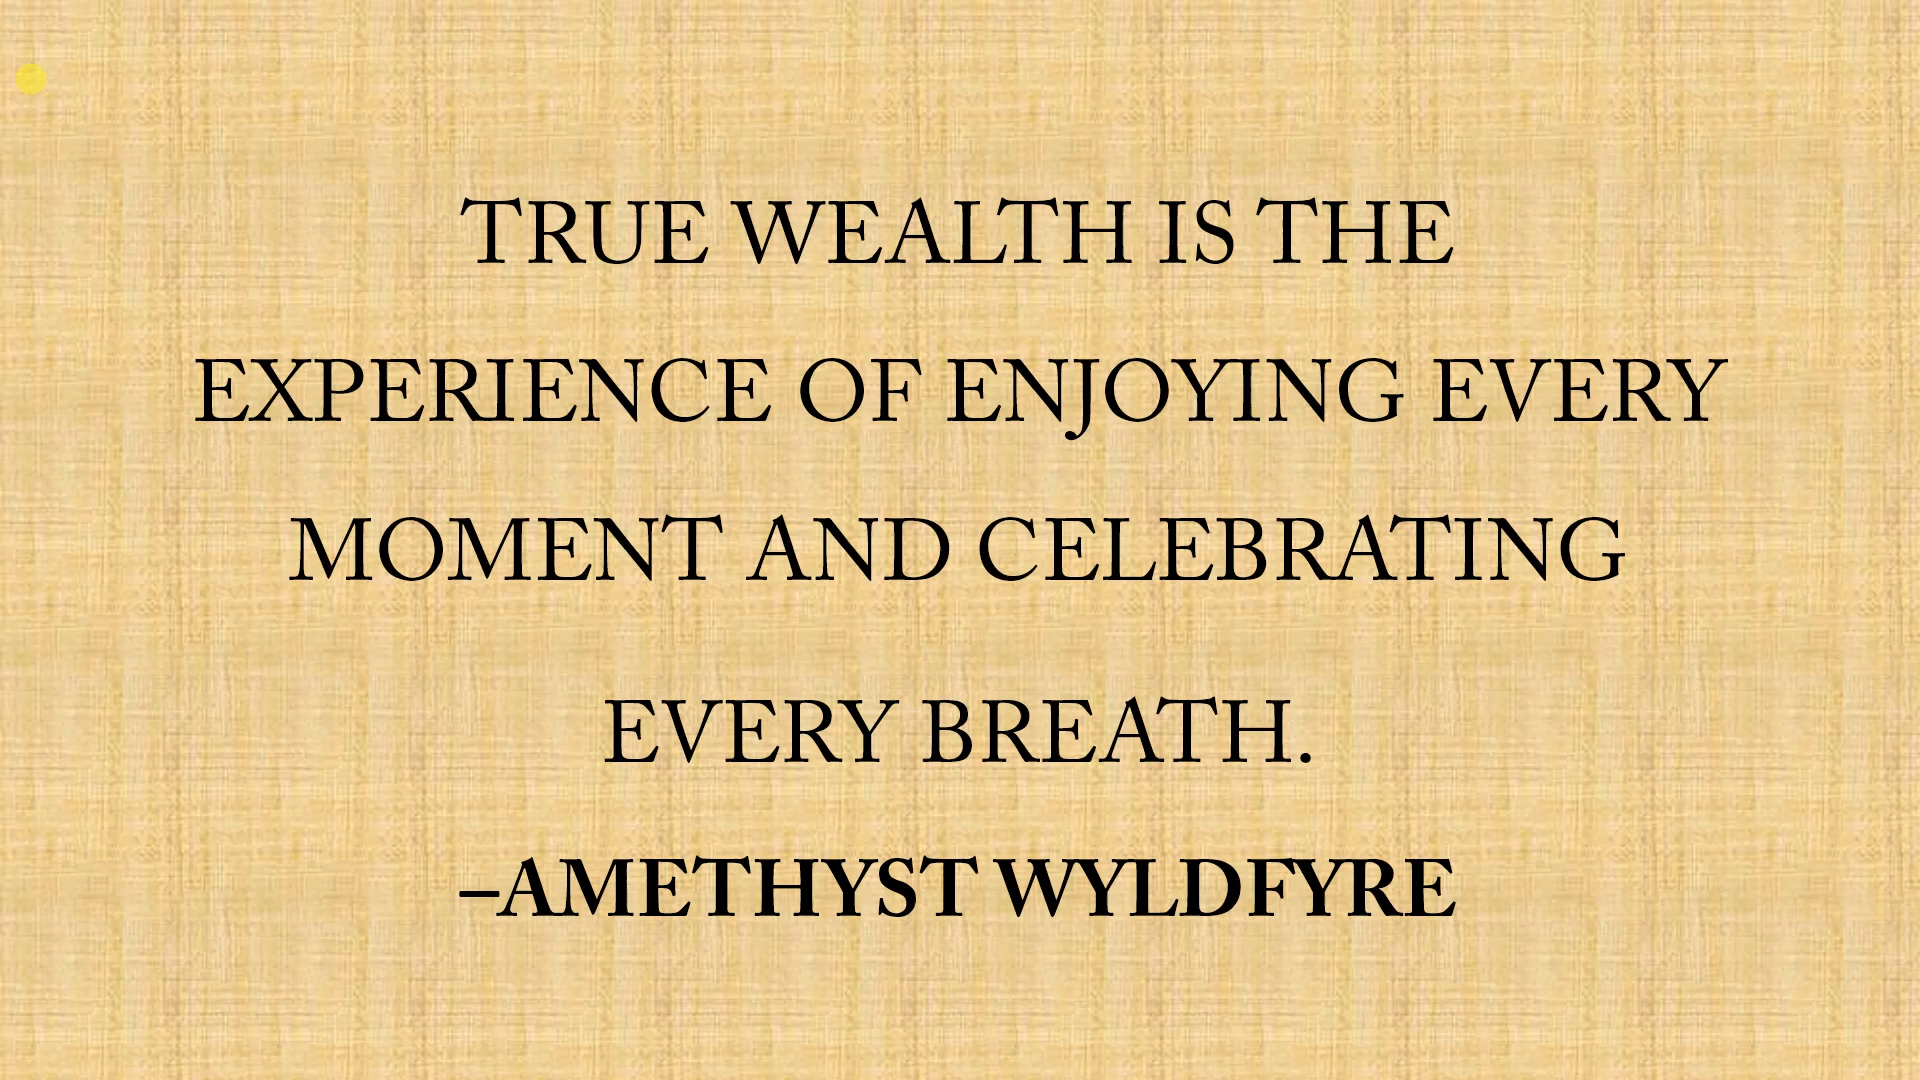 TRUE WEALTH IS THE
EXPERIENCE OF ENJOYING EVERY
MOMENT AND CELEBRATING
EVERY BREATH.
–AMETHYST WYLDFYRE